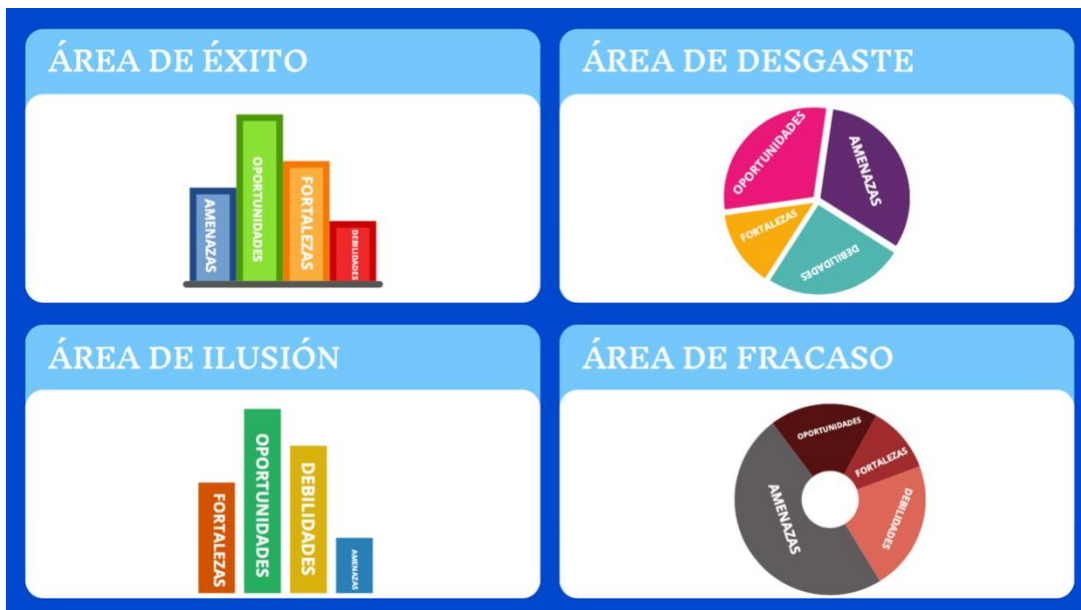 ÁREA DE ÉXITO
AMENAZAS
OPORTUNIDADES
FORTALEZAS
DEBILIDADES
ÁREA DE DESGASTE
OPORTUNIDADES
AMENAZAS
FORTALEZAS
DEBILIDADES
ÁREA DE ILUSIÓN
FORTALEZAS
OPORTUNIDADES
DEBILIDADES
AMENAZAS
ÁREA DE FRACASO
OPORTUNIDADES
FORTALEZAS
AMENAZAS
DEBILIDADES